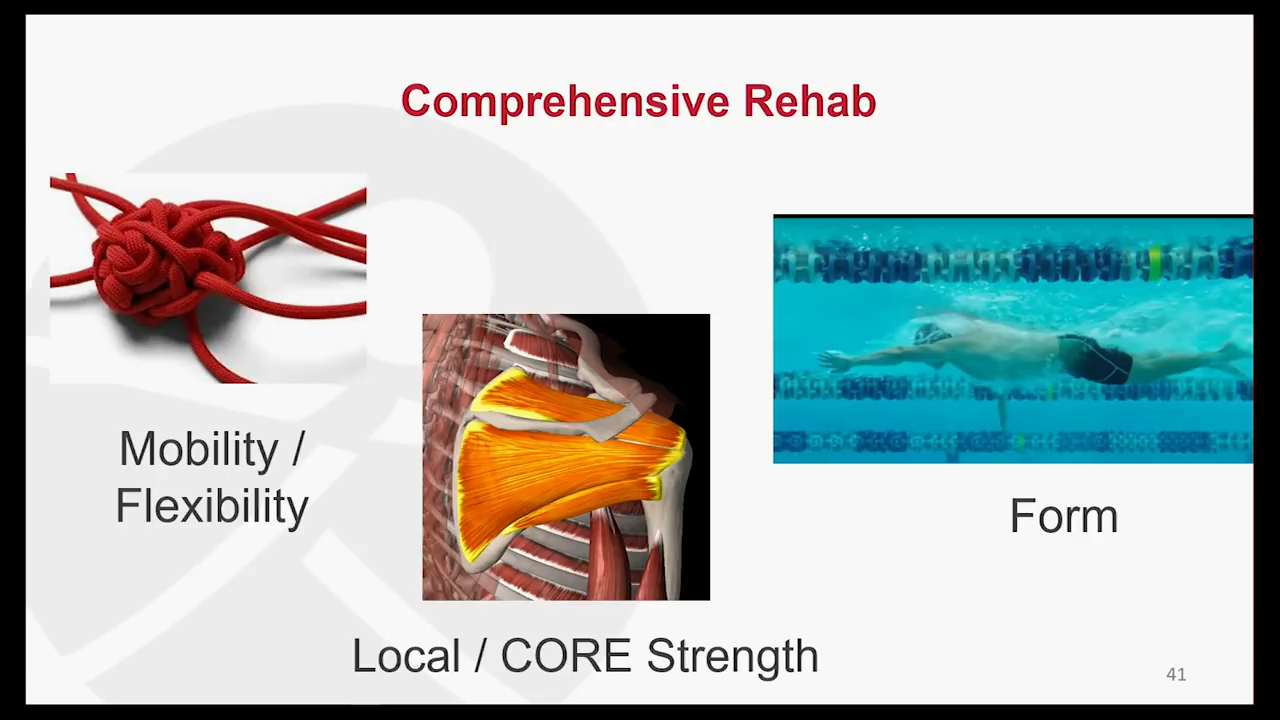 Comprehensive Rehab
Mobility /
Flexibility
Form
Local / CORE Strength
41